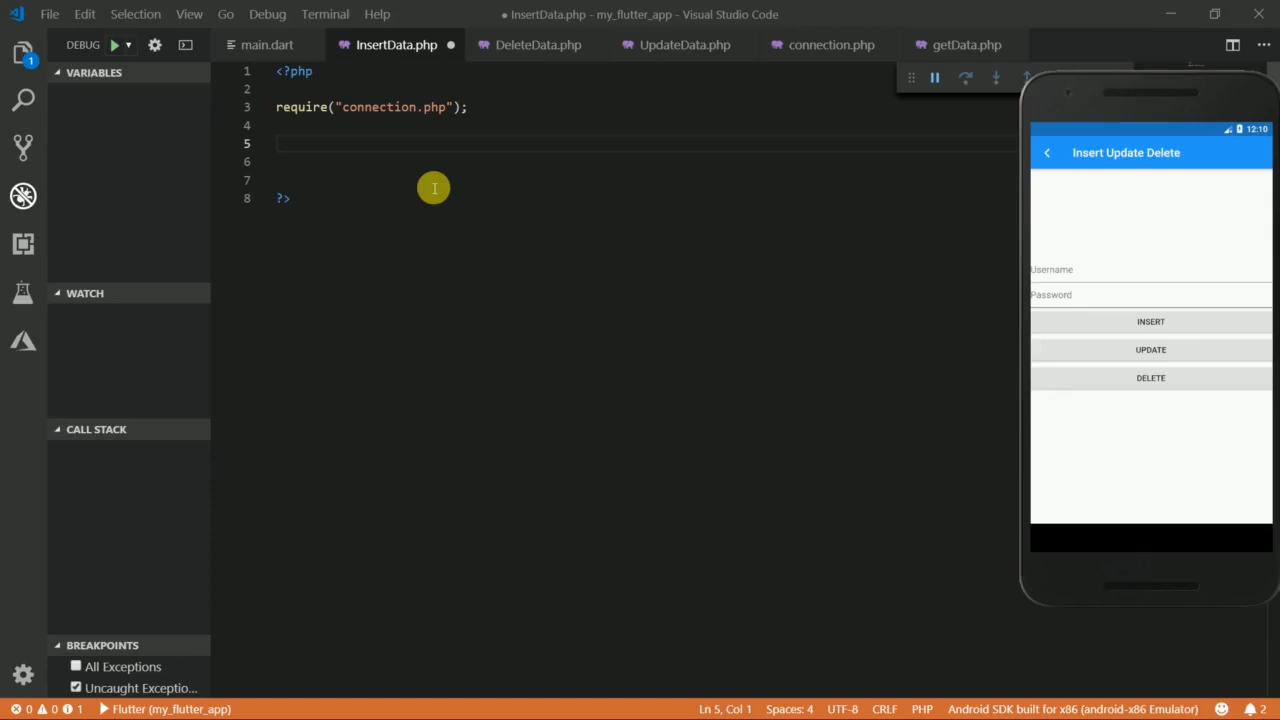 File Edit Selection View Go Debug Terminal Help
● InsertData.php - my_flutter_app - Visual Studio Code
DEBUG
main.dart
InsertData.php
DeleteData.php
UpdateData.php
connection.php
getData.php
1
VARIABLES
WATCH
CALL STACK
BREAKPOINTS
All Exceptions
Uncaught Exceptio...
1 <?php
2
3 require("connection.php");
4
5
6
7
8 ?>
12:10
Insert Update Delete
Username
Password
INSERT
UPDATE
DELETE
0 0 1 Flutter (my_flutter_app)
Ln 5, Col 1 Spaces: 4 UTF-8 CRLF PHP Android SDK built for x86 (android-x86 Emulator) 2